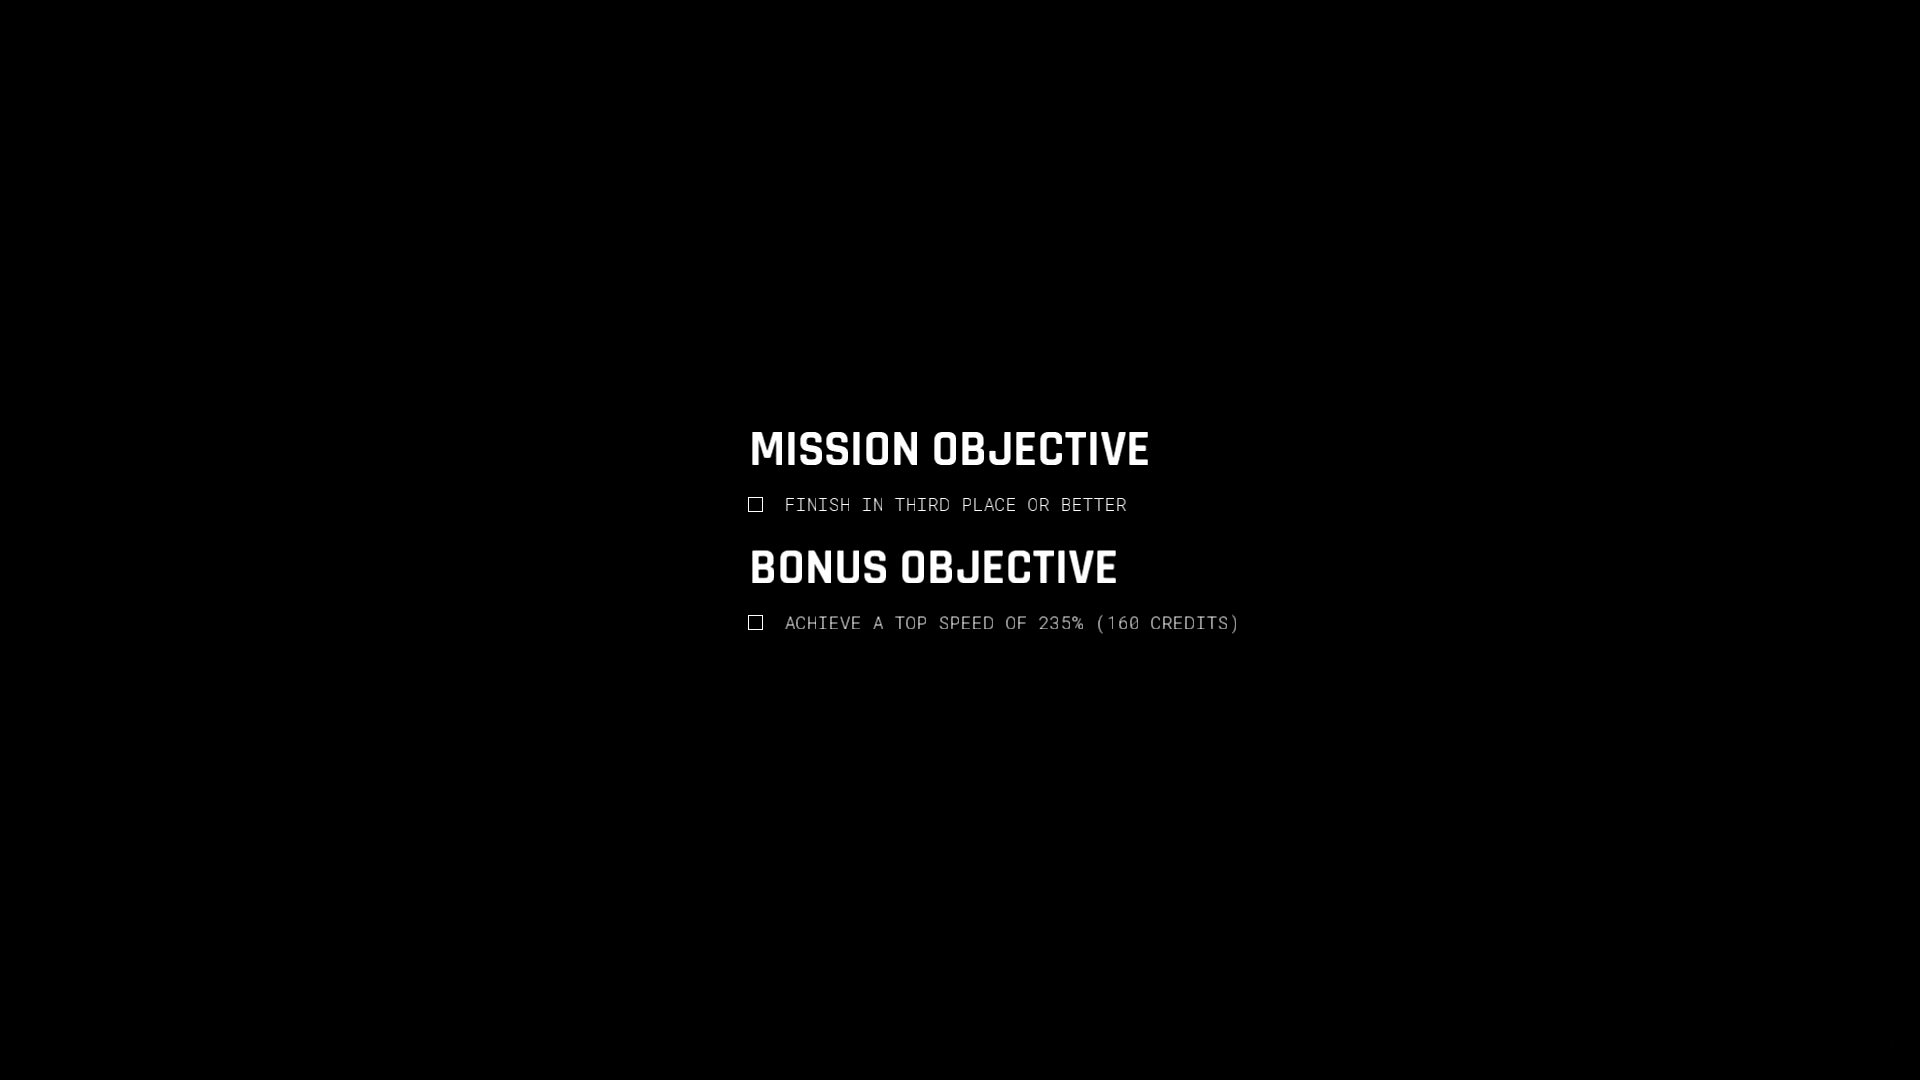 MISSION OBJECTIVE
FINISH IN THIRD PLACE OR BETTER
BONUS OBJECTIVE
ACHIEVE A TOP SPEED OF 235% (160 CREDITS)